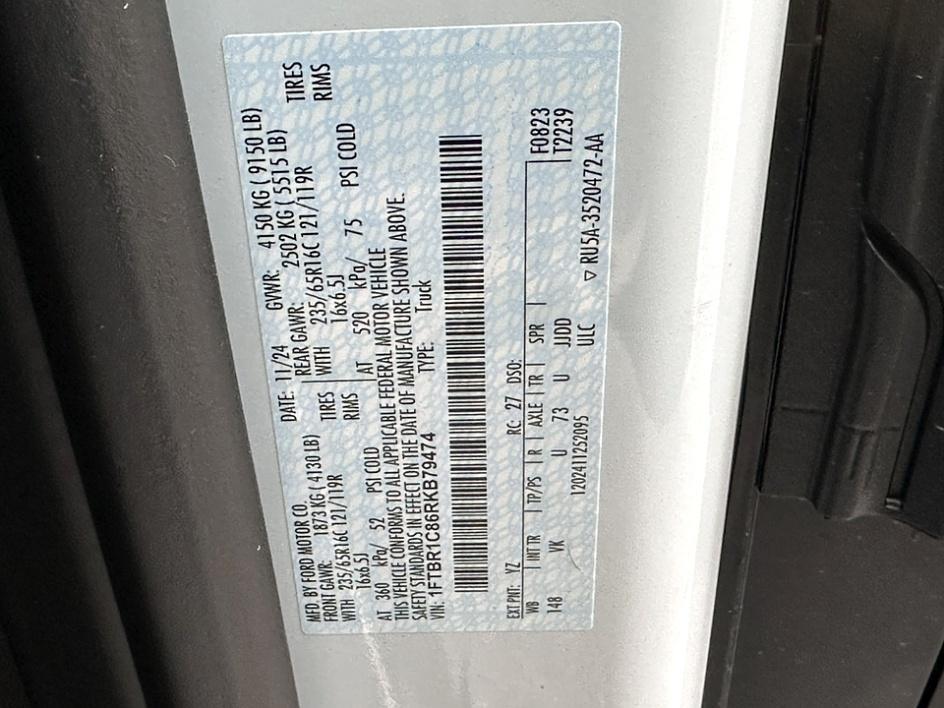 MFD. BY FORD MOTOR CO.
DATE: 11/24 GVWR: 4150 KG ( 9150 LB)
FRONT GAWR: 1873 KG ( 4130 LB) REAR GAWR: 2502 KG ( 5515 LB)
WITH 235/65R16C 121/119R TIRES WITH 235/65R16C 121/119R TIRES
16x6.5J RIMS 16x6.5J RIMS
AT 360 kPa/ 52 PSI COLD AT 520 kPa/ 75 PSI COLD
THIS VEHICLE CONFORMS TO ALL APPLICABLE FEDERAL MOTOR VEHICLE
SAFETY STANDARDS IN EFFECT ON THE DATE OF MANUFACTURE SHOWN ABOVE.
VIN: 1FTBR1C86RKB79474 TYPE: Truck
EXT PNT: YZ RC: 27 DSO: F0823
WB INT TR TP/PS R AXLE TR SPR T2239
148 VK U 73 U JJDD
1202411252095 ULC ▽ RU5A-3520472-AA